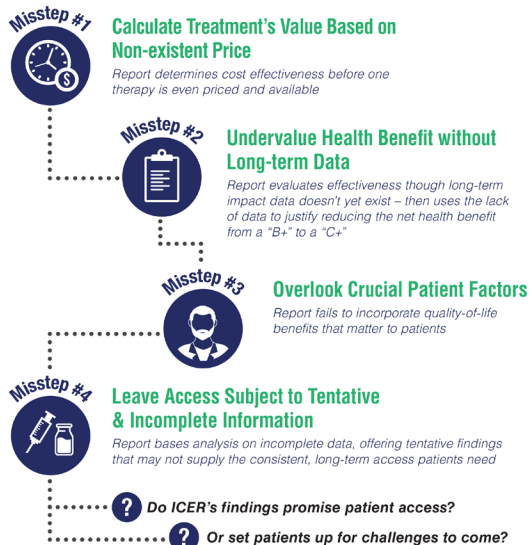 Misstep #1
Calculate Treatment's Value Based on
Non-existent Price
Report determines cost effectiveness before one
therapy is even priced and available
$
Misstep #2
Undervalue Health Benefit without
Long-term Data
Report evaluates effectiveness though long-term
impact data doesn't yet exist – then uses the lack
of data to justify reducing the net health benefit
from a “B+” to a “C+”
Misstep #3
Overlook Crucial Patient Factors
Report fails to incorporate quality-of-life
benefits that matter to patients
Misstep #4
Leave Access Subject to Tentative
& Incomplete Information
Report bases analysis on incomplete data, offering tentative findings
that may not supply the consistent, long-term access patients need
? Do ICER's findings promise patient access?
? Or set patients up for challenges to come?